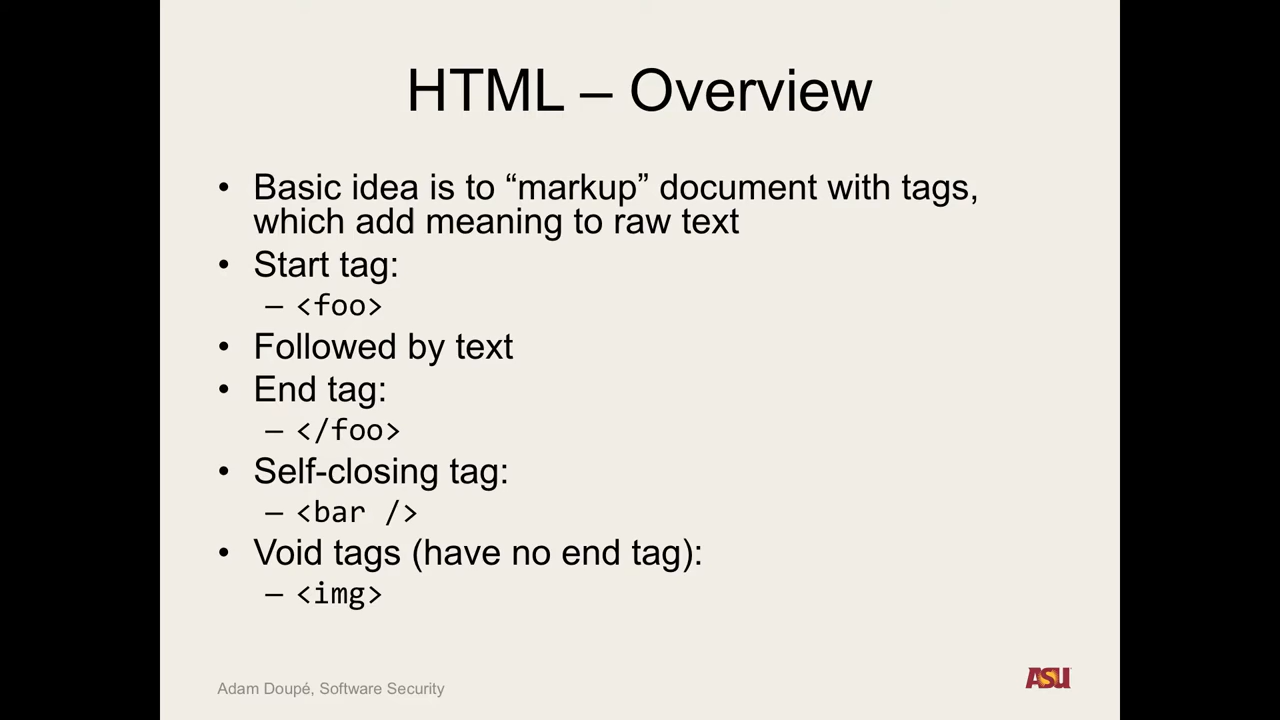 HTML – Overview
• Basic idea is to “markup” document with tags,
which add meaning to raw text
• Start tag:
– <foo>
• Followed by text
• End tag:
– </foo>
• Self-closing tag:
– <bar />
• Void tags (have no end tag):
– <img>
Adam Doupé, Software Security
ASU